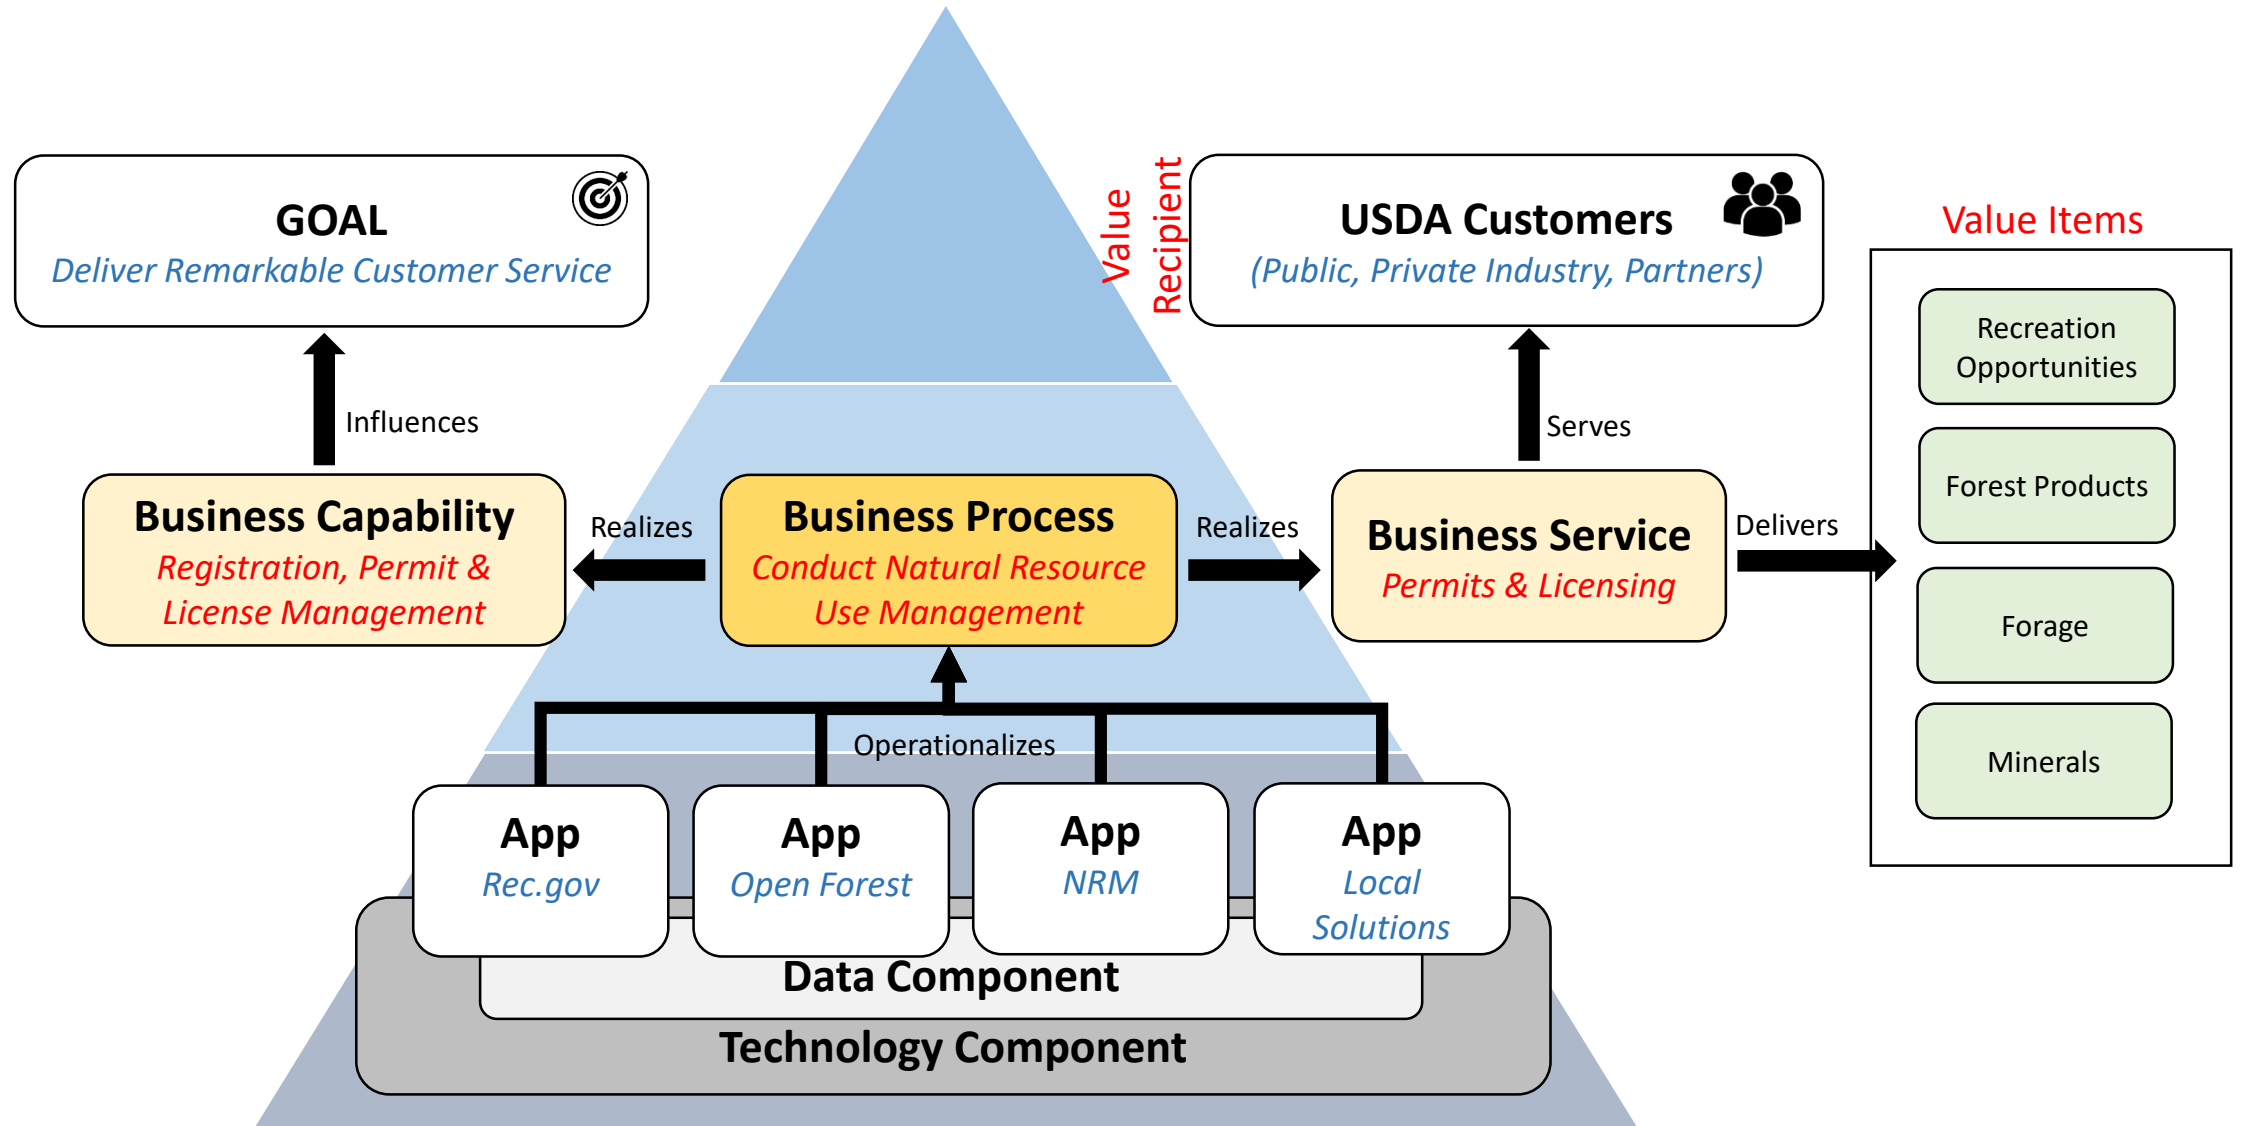 GOAL
Deliver Remarkable Customer Service
Value
Recipient
USDA Customers
(Public, Private Industry, Partners)
Value Items
Recreation
Opportunities
Forest Products
Forage
Minerals
Influences
Serves
Business Capability
Registration, Permit &
License Management
Realizes
Business Process
Conduct Natural Resource
Use Management
Realizes
Business Service
Permits & Licensing
Delivers
Operationalizes
App
Rec.gov
App
Open Forest
App
NRM
App
Local
Solutions
Data Component
Technology Component